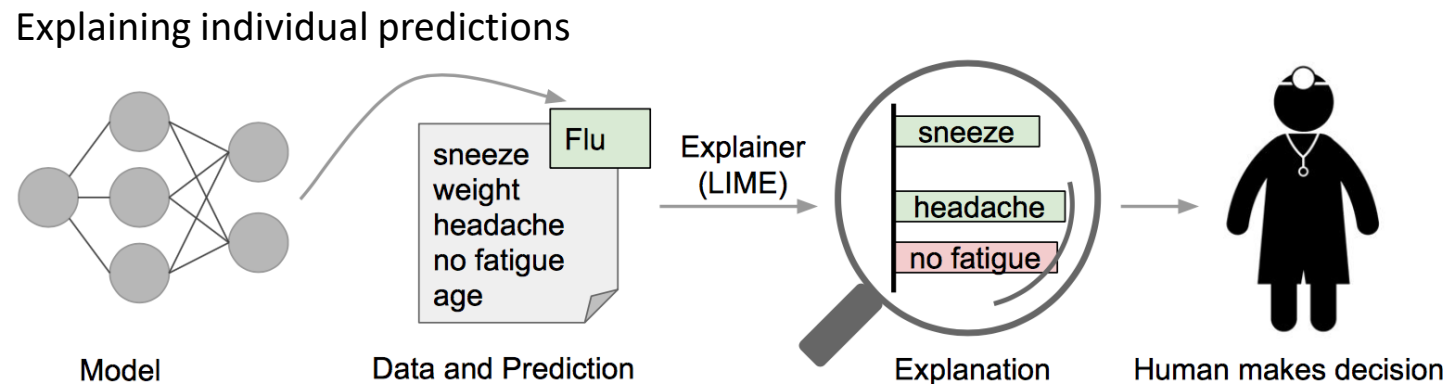 Explaining individual predictions
Flu
sneeze
weight
headache
no fatigue
age
Explainer
(LIME)
sneeze
headache
no fatigue
Model
Data and Prediction
Explanation
Human makes decision